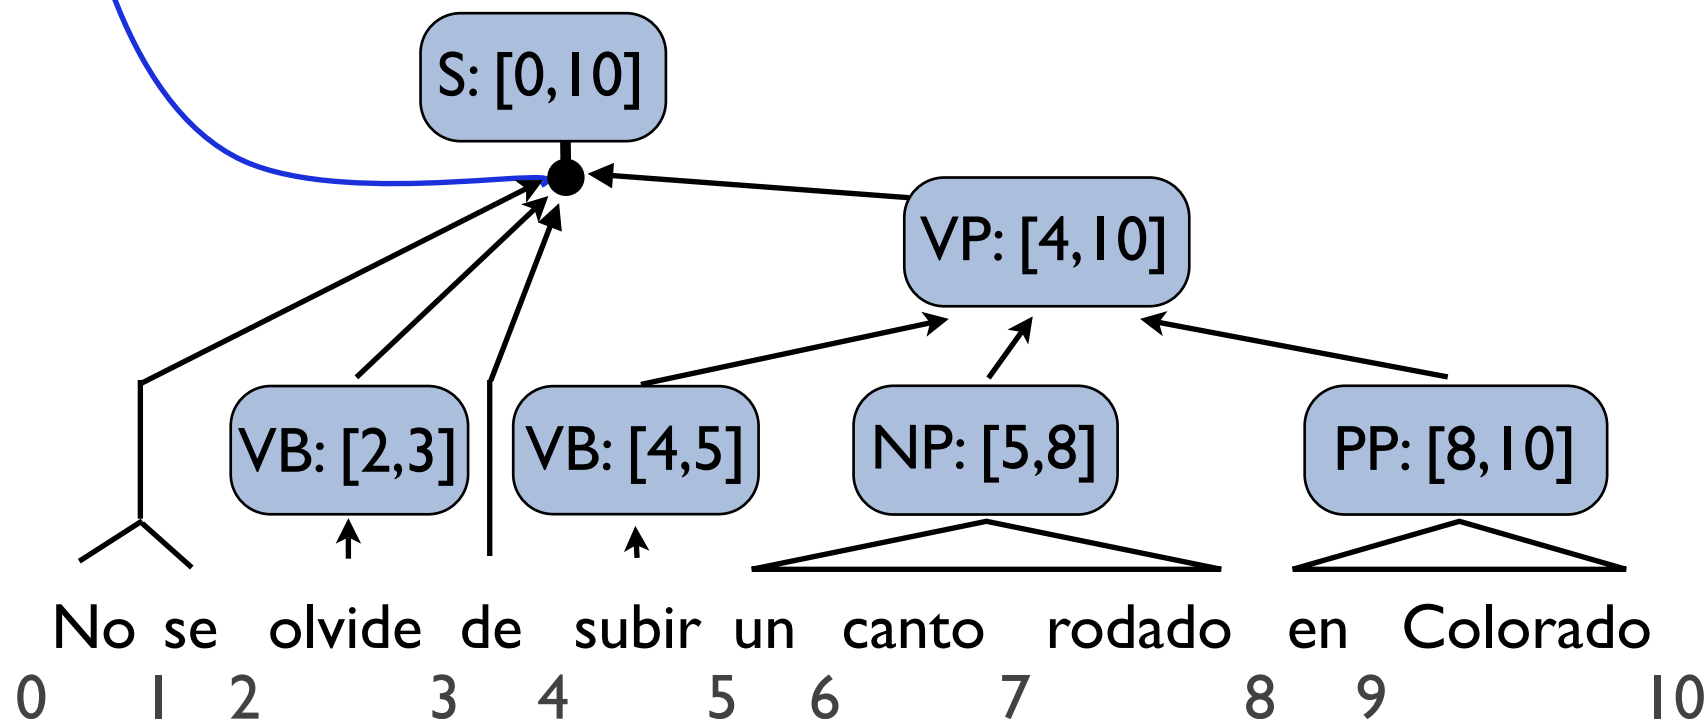 S: [0,10]
VP: [4,10]
VB: [2,3] VB: [4,5] NP: [5,8] PP: [8,10]
No se olvide de subir un canto rodado en Colorado
0 1 2 3 4 5 6 7 8 9 10